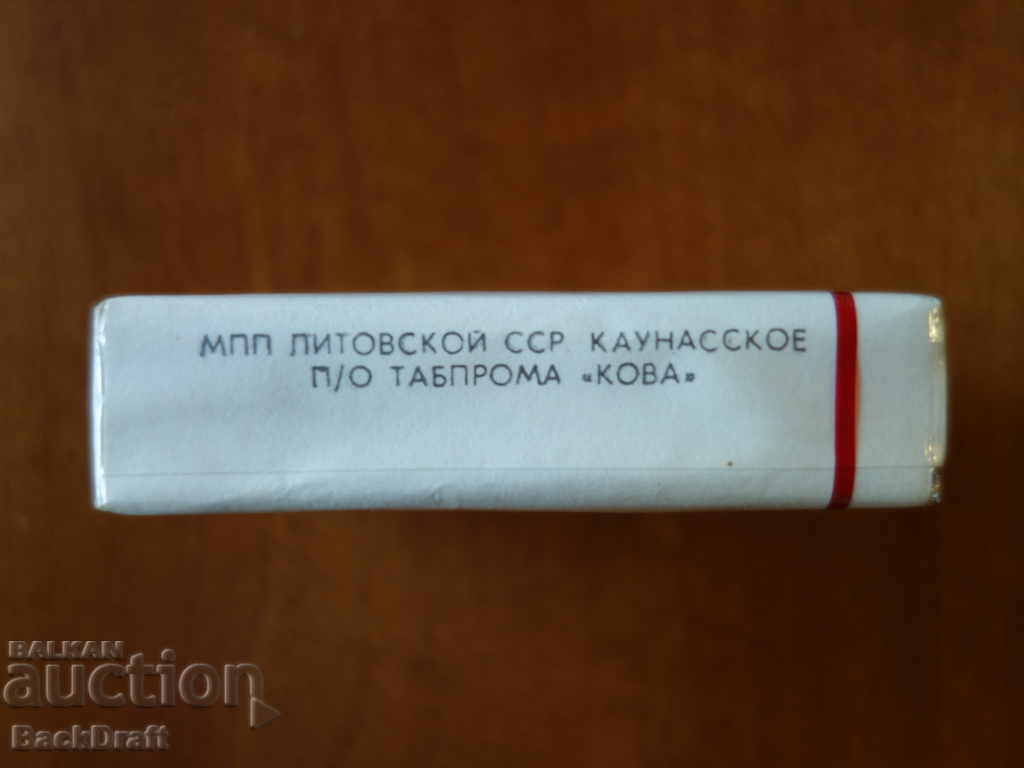 МПП ЛИТОВСКОЙ ССР КАУНАССКОЕ
П/О ТАБПРОМА «КОВА»
BALKAN
auction
BackDraft